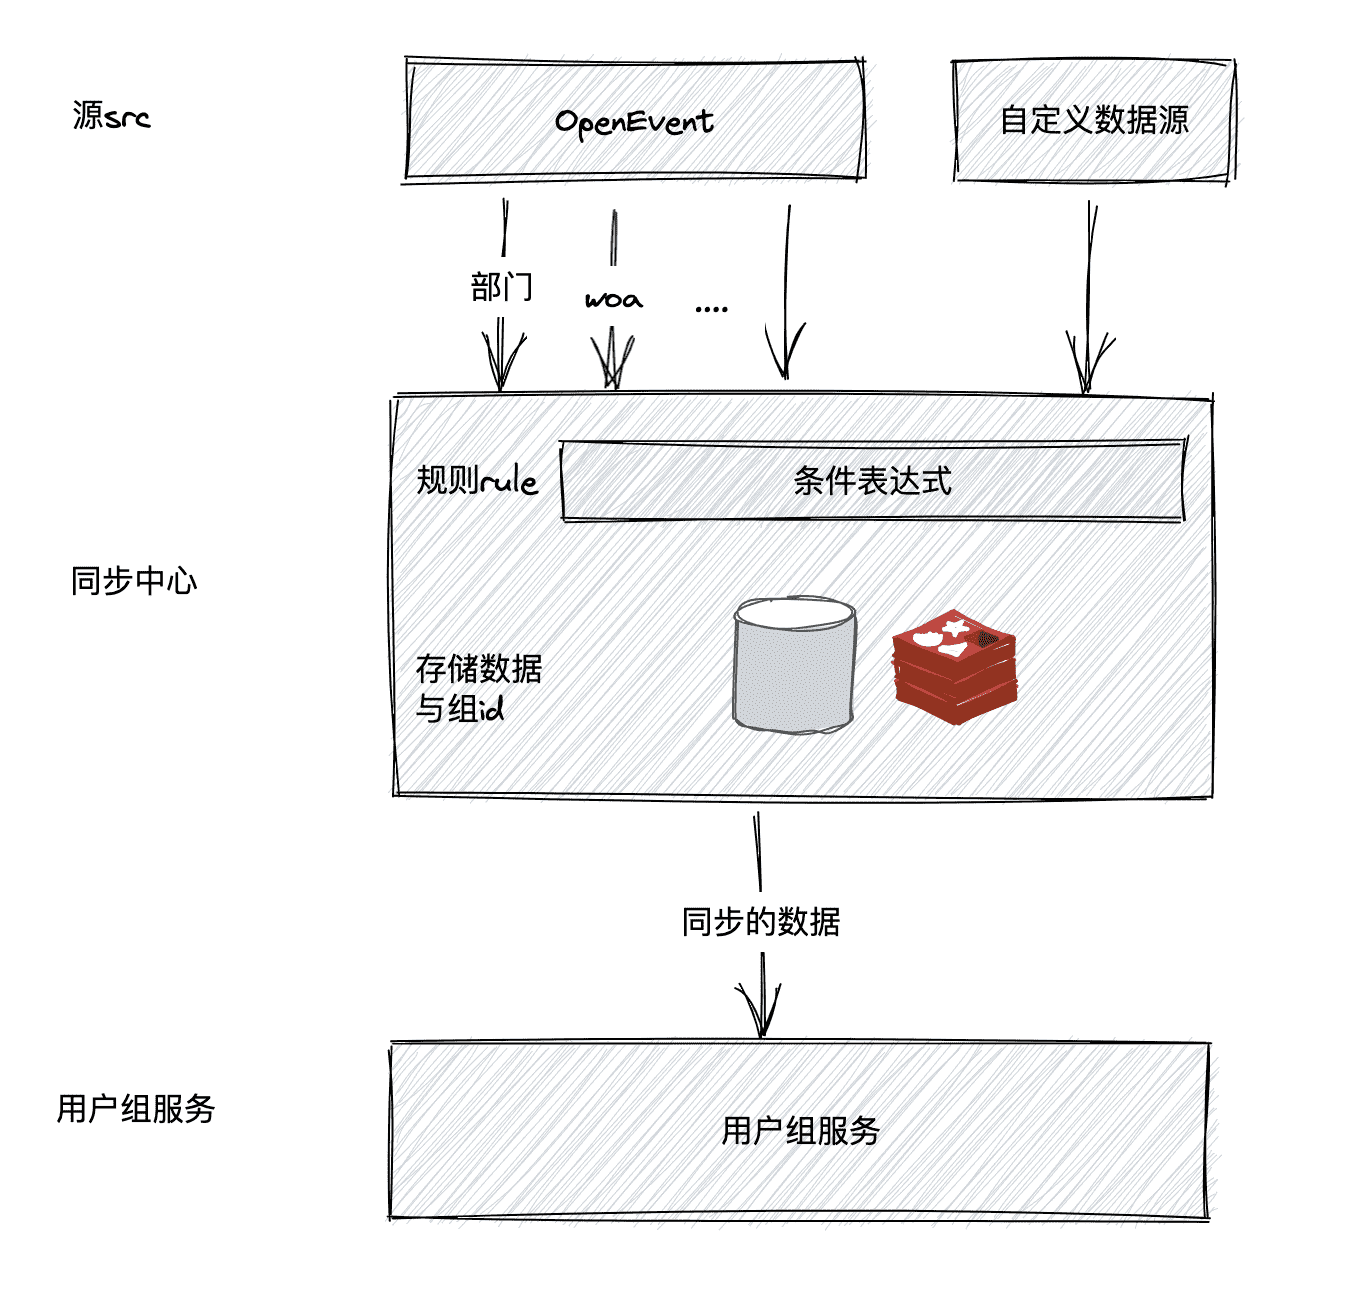 源src
OpenEvent
自定义数据源
部门
woa
....
规则rule
条件表达式
同步中心
存储数据
与组id
同步的数据
用户组服务
用户组服务